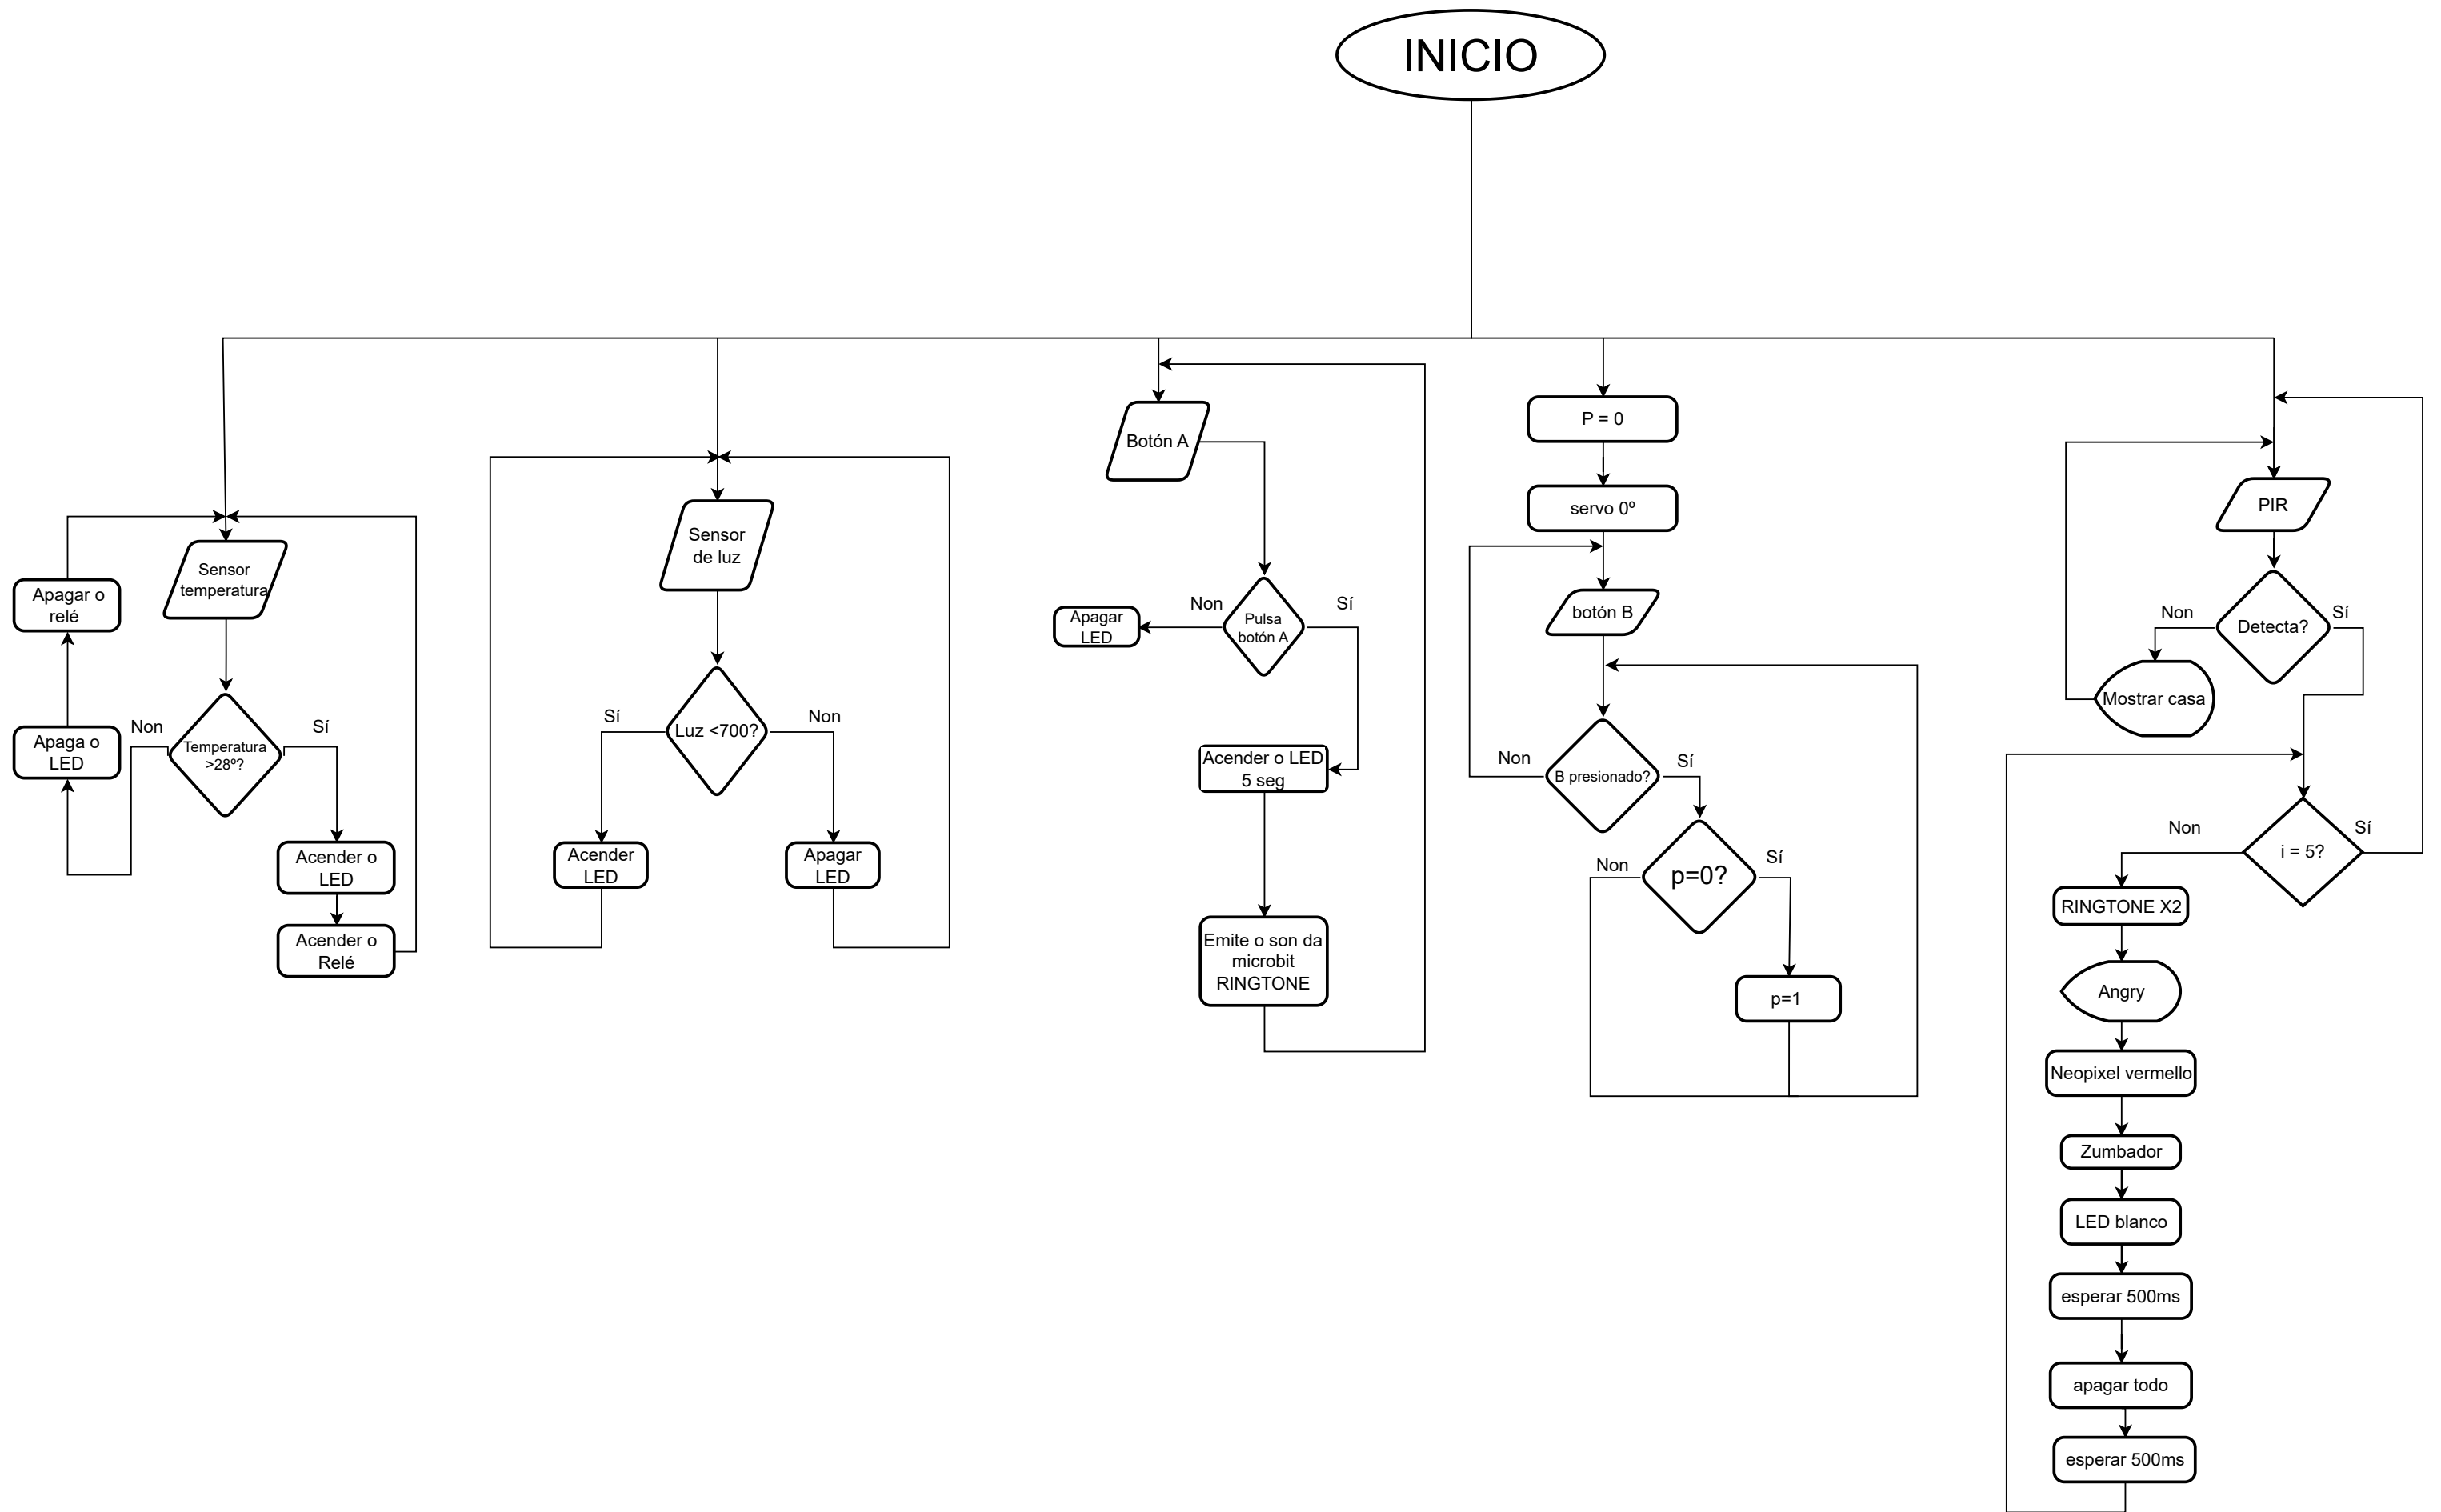 INICIO
Sensor
temperatura
Temperatura
>28º?
Non
Sí
Apaga o
LED
Apagar o
relé
Acender o
LED
Acender o
Relé
Sensor
de luz
Luz <700?
Sí
Non
Acender
LED
Apagar
LED
Botón A
Pulsa
botón A
Non
Sí
Apagar
LED
Acender o LED
5 seg
Emite o son da
microbit
RINGTONE
P = 0
servo 0º
botón B
B presionado?
Non
Sí
p=0?
Non
Sí
p=1
PIR
Detecta?
Non
Sí
Mostrar casa
i = 5?
Non
Sí
RINGTONE X2
Angry
Neopixel vermello
Zumbador
LED blanco
esperar 500ms
apagar todo
esperar 500ms